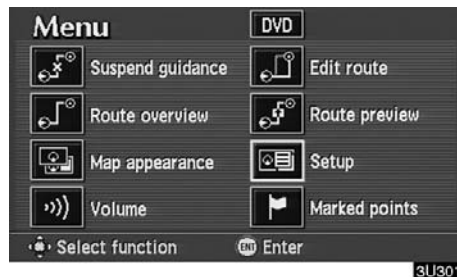 Menu DVD
Suspend guidance Edit route
Route overview Route preview
Map appearance Setup
Volume Marked points
Select function ENT Enter
3U301